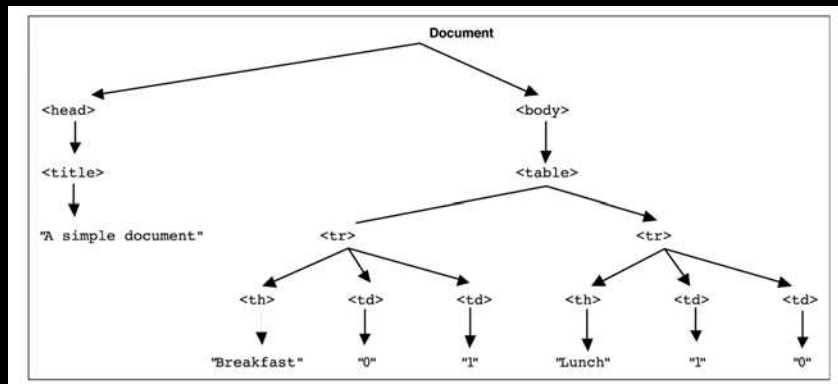 Document
<head> <body>
<title> <table>
"A simple document" <tr> <tr>
<th> <td> <td> <th> <td> <td>
"Breakfast" "0" "1" "Lunch" "1" "0"